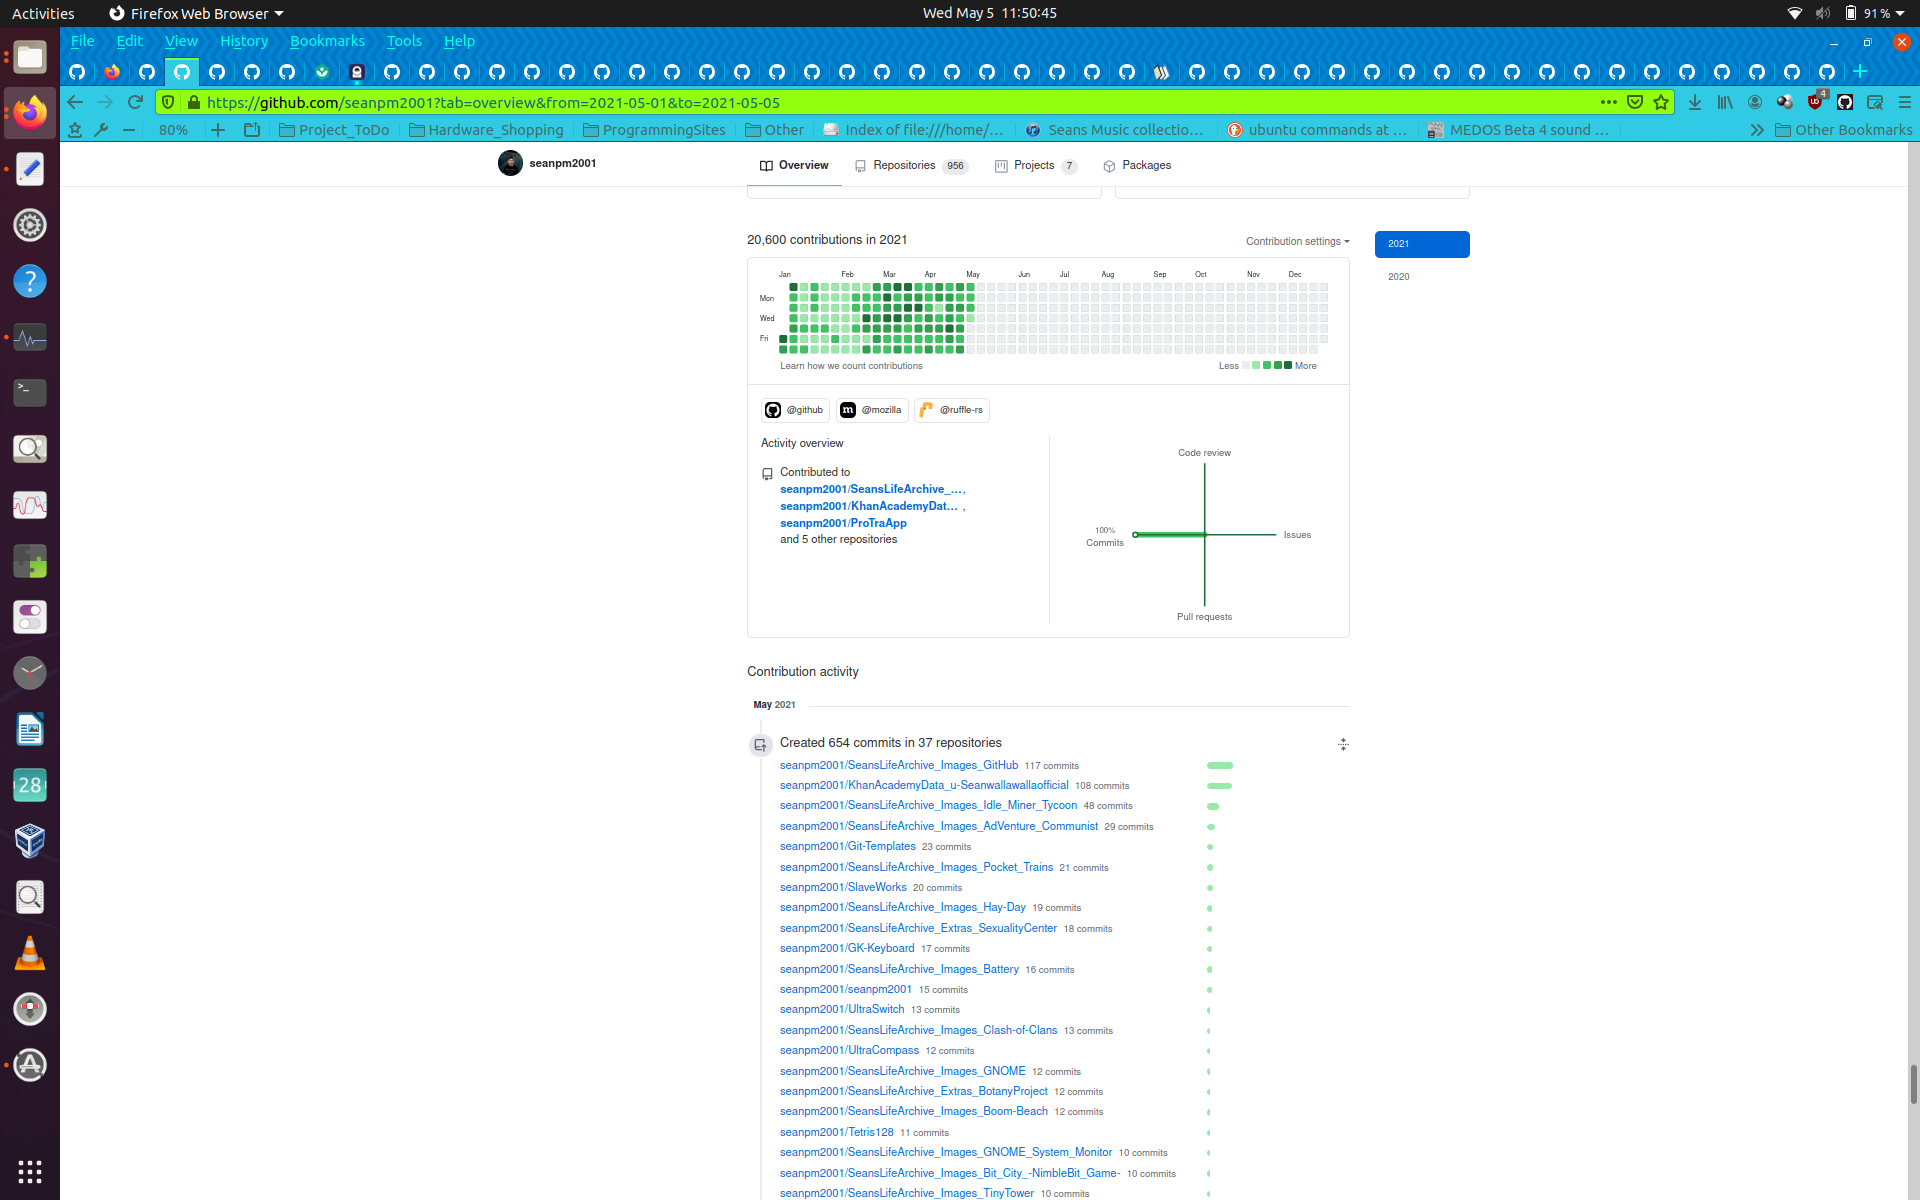 Activities Firefox Web Browser Wed May 5 11:50:45 91 %
File Edit View History Bookmarks Tools Help
https://github.com/seanpm2001?tab=overview&from=2021-05-01&to=2021-05-05 4
80% Project_ToDo Hardware_Shopping ProgrammingSites Other Index of file:///home/... Seans Music collectio... ubuntu commands at ... MEDOS Beta 4 sound ... Other Bookmarks
seanpm2001 Overview Repositories 956 Projects 7 Packages
20,600 contributions in 2021 Contribution settings 2021
2020
Jan Feb Mar Apr May Jun Jul Aug Sep Oct Nov Dec
Mon
Wed
Fri
Learn how we count contributions Less More
@github @mozilla @ruffle-rs
Activity overview
Contributed to
seanpm2001/SeansLifeArchive_...,
seanpm2001/KhanAcademyDat... ,
seanpm2001/ProTraApp
and 5 other repositories
Code review
100%
Commits
Issues
Pull requests
Contribution activity
May 2021
Created 654 commits in 37 repositories
seanpm2001/SeansLifeArchive_Images_GitHub 117 commits
seanpm2001/KhanAcademyData_u-Seanwallawallaofficial 108 commits
seanpm2001/SeansLifeArchive_Images_Idle_Miner_Tycoon 48 commits
seanpm2001/SeansLifeArchive_Images_AdVenture_Communist 29 commits
seanpm2001/Git-Templates 23 commits
seanpm2001/SeansLifeArchive_Images_Pocket_Trains 21 commits
seanpm2001/SlaveWorks 20 commits
seanpm2001/SeansLifeArchive_Images_Hay-Day 19 commits
seanpm2001/SeansLifeArchive_Extras_SexualityCenter 18 commits
seanpm2001/GK-Keyboard 17 commits
seanpm2001/SeansLifeArchive_Images_Battery 16 commits
seanpm2001/seanpm2001 15 commits
seanpm2001/UltraSwitch 13 commits
seanpm2001/SeansLifeArchive_Images_Clash-of-Clans 13 commits
seanpm2001/UltraCompass 12 commits
seanpm2001/SeansLifeArchive_Images_GNOME 12 commits
seanpm2001/SeansLifeArchive_Extras_BotanyProject 12 commits
seanpm2001/SeansLifeArchive_Images_Boom-Beach 12 commits
seanpm2001/Tetris128 11 commits
seanpm2001/SeansLifeArchive_Images_GNOME_System_Monitor 10 commits
seanpm2001/SeansLifeArchive_Images_Bit_City_-NimbleBit_Game- 10 commits
seanpm2001/SeansLifeArchive_Images_TinyTower 10 commits
28